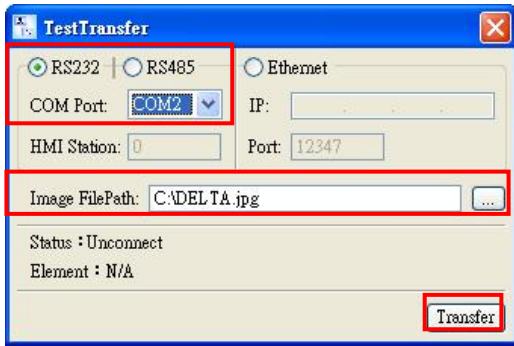 TestTransfer
RS232 RS485 Ethernet
COM Port: COM2 IP: . . .
HMI Station: 0 Port: 12347
Image FilePath: C:\DELTA.jpg ...
Status：Unconnect
Element：N/A
Transfer